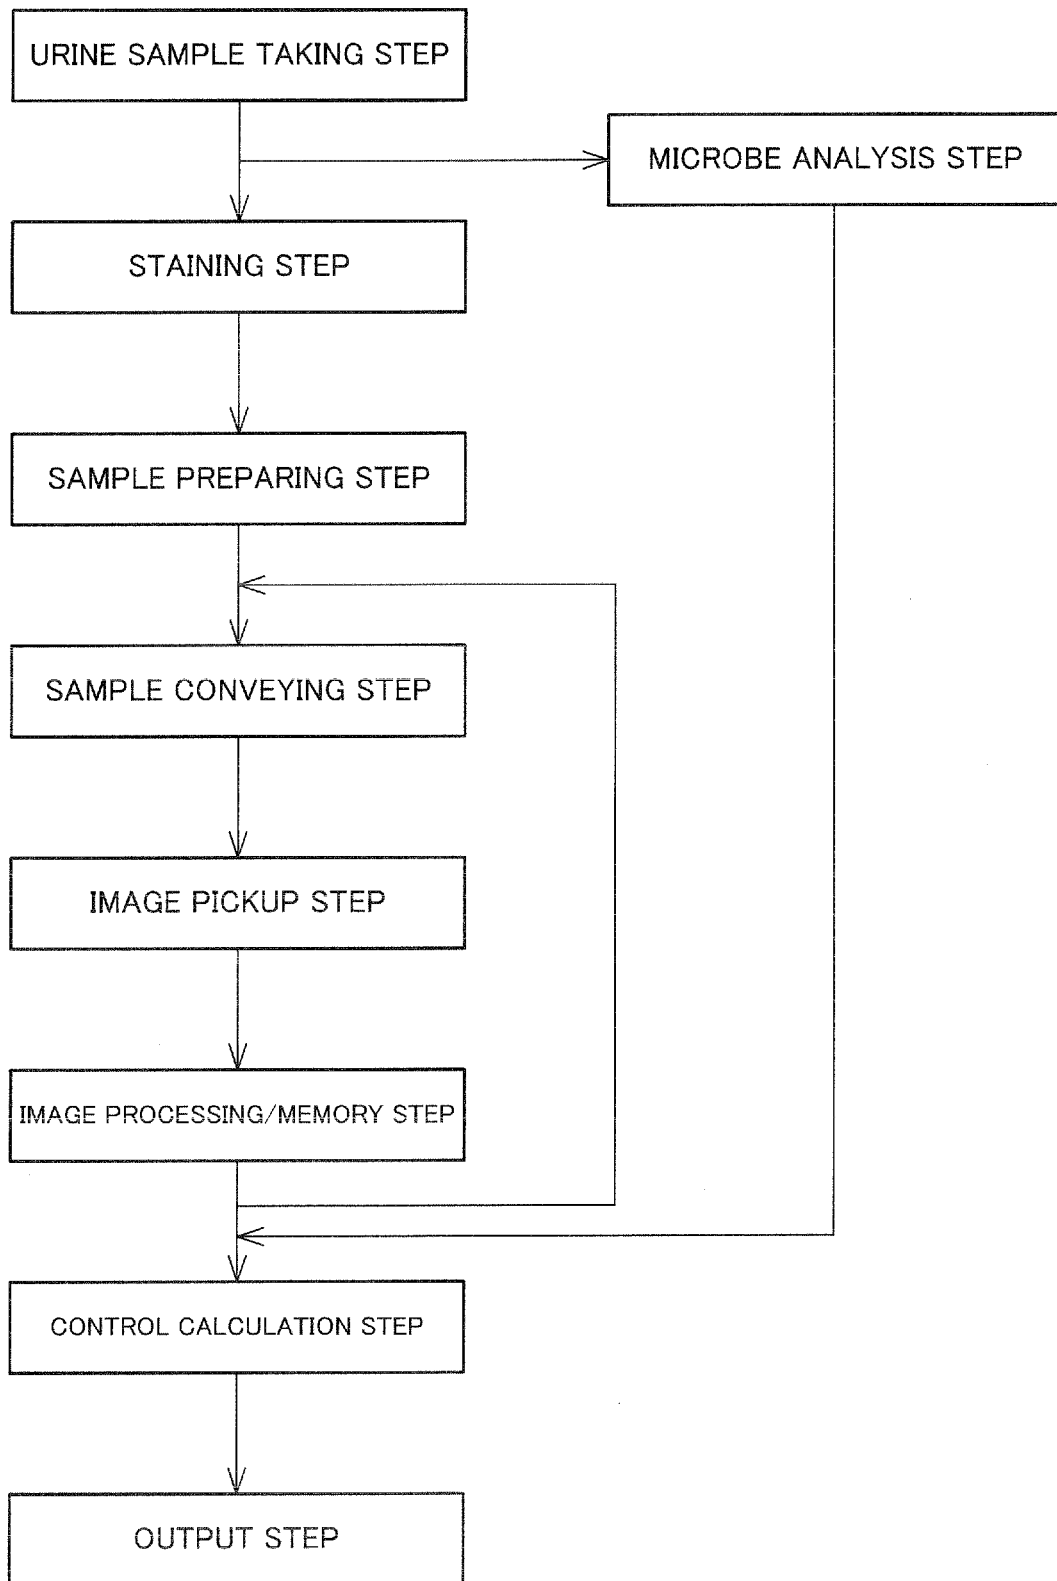 URINE SAMPLE TAKING STEP
MICROBE ANALYSIS STEP
STAINING STEP
SAMPLE PREPARING STEP
SAMPLE CONVEYING STEP
IMAGE PICKUP STEP
IMAGE PROCESSING/MEMORY STEP
CONTROL CALCULATION STEP
OUTPUT STEP